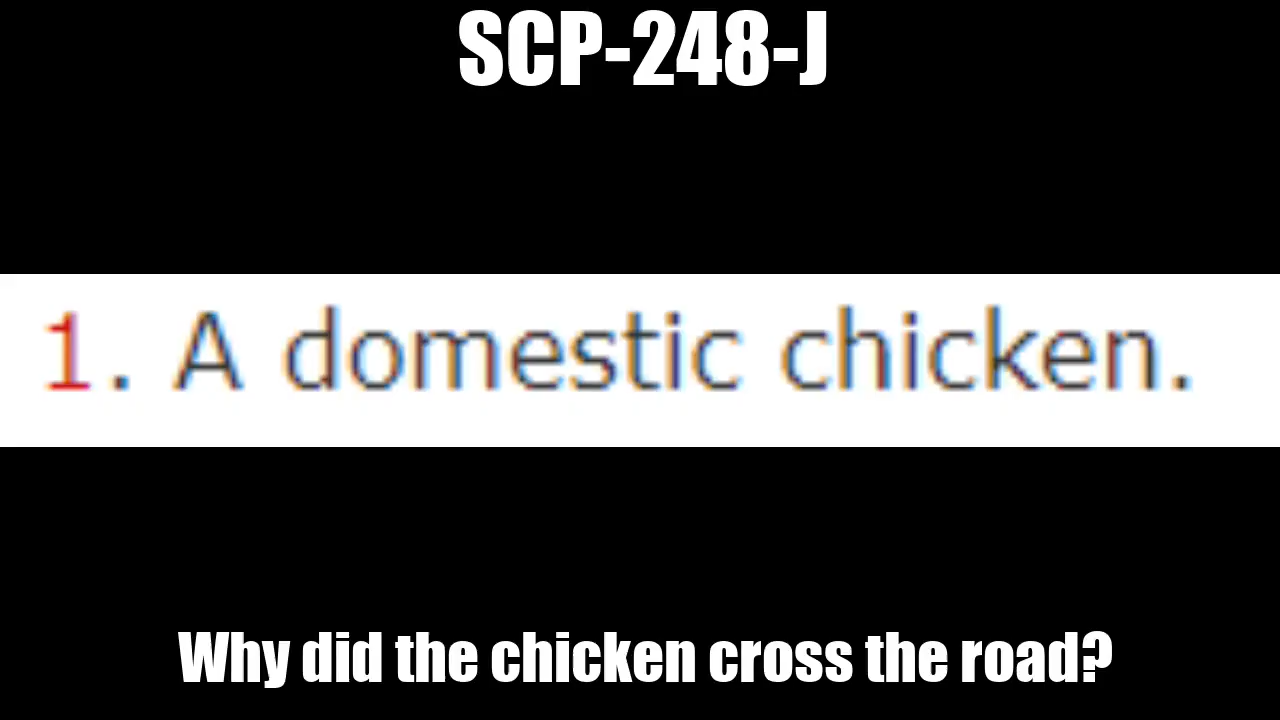 SCP-248-J
1. A domestic chicken.
Why did the chicken cross the road?